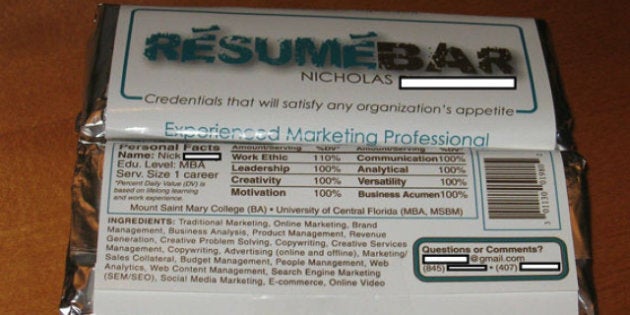 RÉSUMÉBAR
NICHOLAS
Credentials that will satisfy any organization's appetite
Experienced Marketing Professional
Personal Facts
Name: Nick
Edu. Level: MBA
Serv. Size 1 career
*Percent Daily Value (DV) is
based on lifelong learning
and work experience.
Amount/Serving %DV* Amount/Serving %DV*
Work Ethic 110% Communication 100%
Leadership 100% Analytical 100%
Creativity 100% Versatility 100%
Motivation 100% Business Acumen 100%
Mount Saint Mary College (BA) • University of Central Florida (MBA, MSBM)
INGREDIENTS: Traditional Marketing, Online Marketing, Brand
Management, Business Analysis, Product Management, Revenue
Generation, Creative Problem Solving, Copywriting, Creative Services
Management, Copywriting, Advertising (online and offline), Marketing/
Sales Collateral, Budget Management, People Management, Web
Analytics, Web Content Management, Search Engine Marketing
(SEM/SEO), Social Media Marketing, E-commerce, Online Video
Questions or Comments?
@gmail.com
(845) • (407)